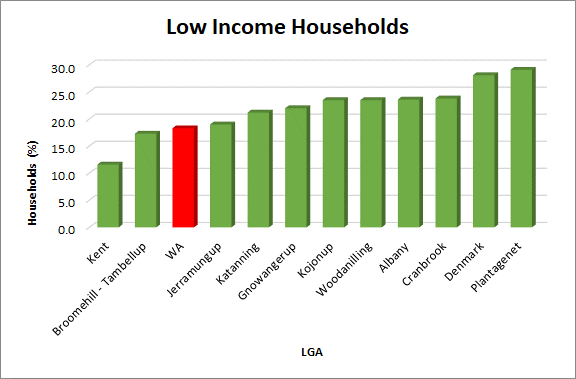 Low Income Households
30.0
25.0
20.0
15.0
10.0
5.0
0.0
Households (%)
Kent
Broomehill - Tambellup
WA
Jerramungup
Katanning
Gnowangerup
Kojonup
Woodanilling
Albany
Cranbrook
Denmark
Plantagenet
LGA